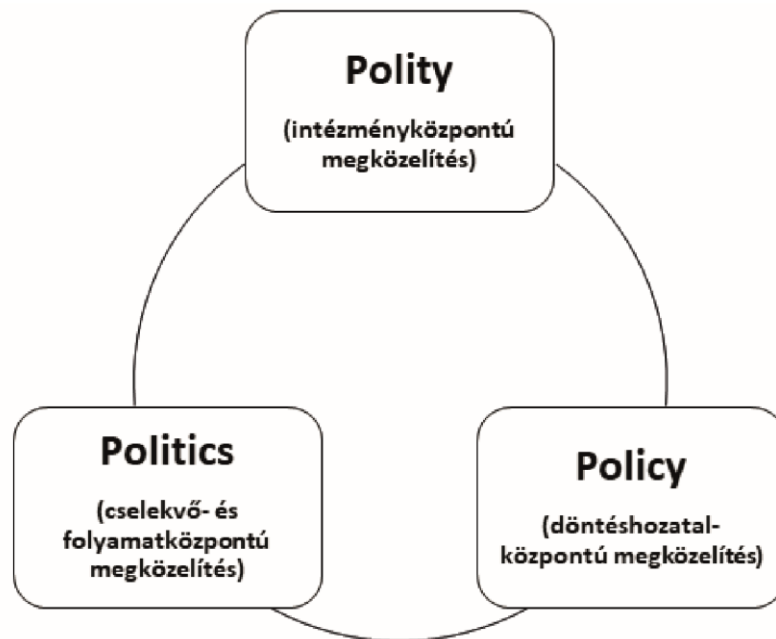 Polity
(intézményközpontú
megközelítés)
Politics
(cselekvő- és
folyamatközpontú
megközelítés)
Policy
(döntéshozatal-
központú megközelítés)